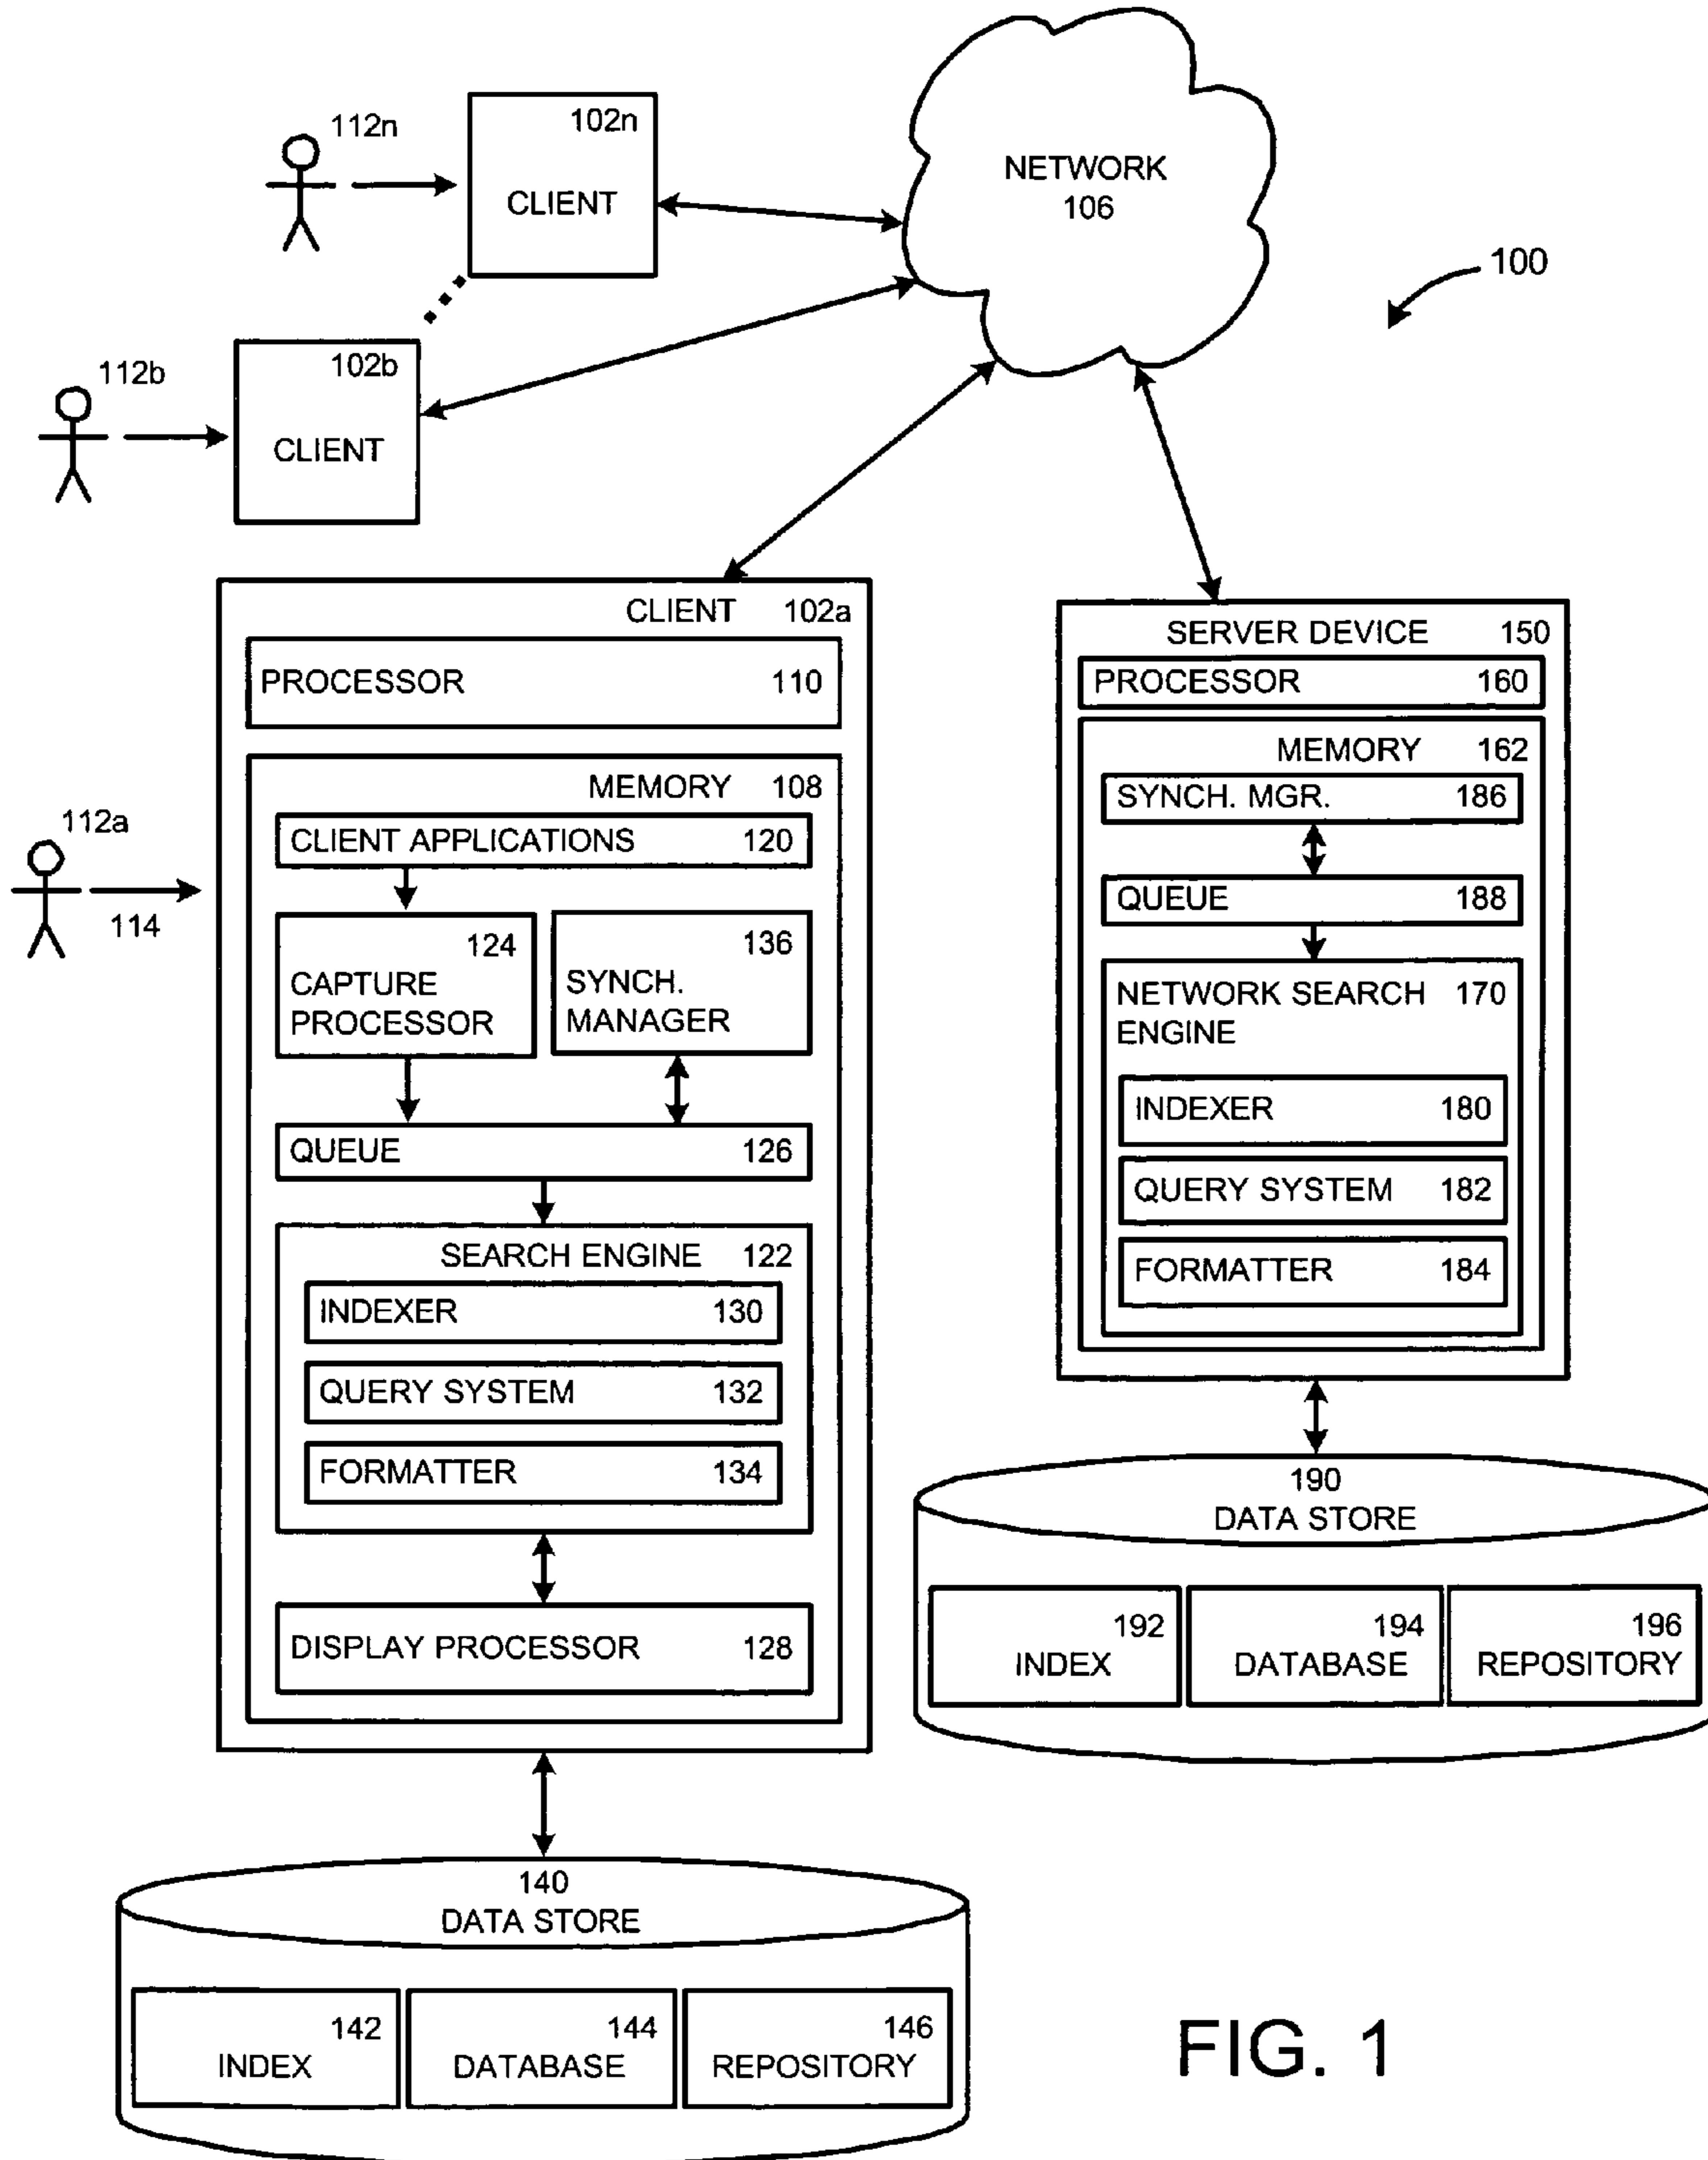 112n
102n
CLIENT
NETWORK
106
100
112b
102b
CLIENT
CLIENT 102a
PROCESSOR 110
MEMORY 108
CLIENT APPLICATIONS 120
112a
114
124
CAPTURE
PROCESSOR
136
SYNCH.
MANAGER
QUEUE 126
SEARCH ENGINE 122
INDEXER 130
QUERY SYSTEM 132
FORMATTER 134
DISPLAY PROCESSOR 128
SERVER DEVICE 150
PROCESSOR 160
MEMORY 162
SYNCH. MGR. 186
QUEUE 188
NETWORK SEARCH 170
ENGINE
INDEXER 180
QUERY SYSTEM 182
FORMATTER 184
190
DATA STORE
192
INDEX
194
DATABASE
196
REPOSITORY
140
DATA STORE
142
INDEX
144
DATABASE
146
REPOSITORY
FIG. 1